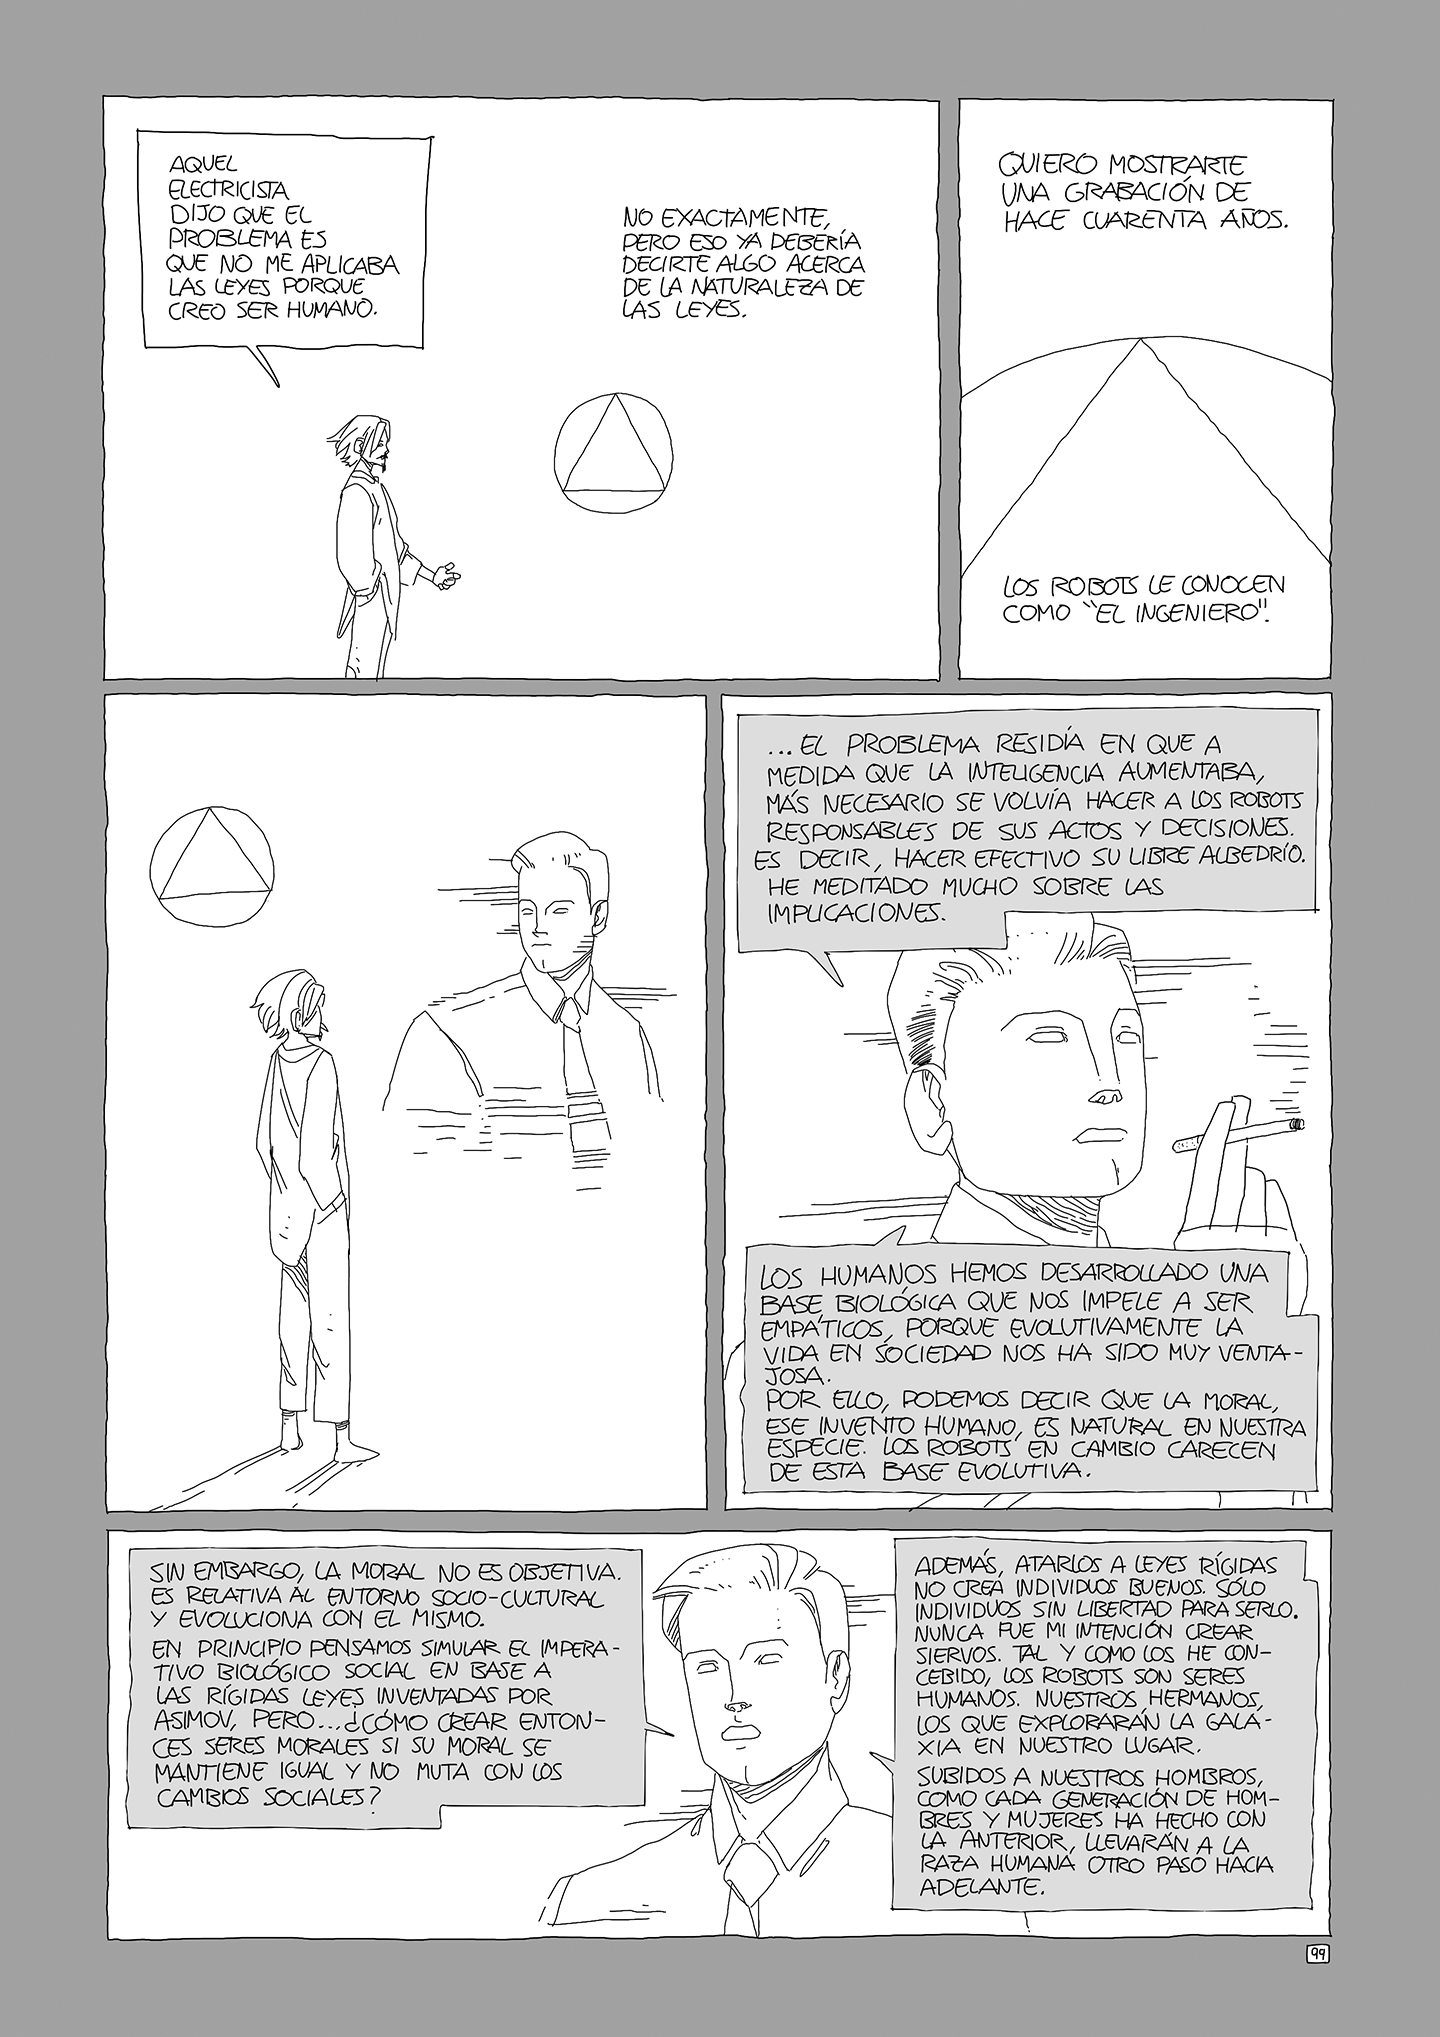 AQUEL
ELECTRICISTA
DIJO QUE EL
PROBLEMA ES
QUE NO ME APLICABA
LAS LEYES PORQUE
CREO SER HUMANO.
NO EXACTAMENTE,
PERO ESO YA DEBERÍA
DECIRTE ALGO ACERCA
DE LA NATURALEZA DE
LAS LEYES.
QUIERO MOSTRARTE
UNA GRABACIÓN DE
HACE CUARENTA AÑOS.
LOS ROBOTS LE CONOCEN
COMO "EL INGENIERO".
...EL PROBLEMA RESIDÍA EN QUE A
MEDIDA QUE LA INTELIGENCIA AUMENTABA,
MÁS NECESARIO SE VOLVÍA HACER A LOS ROBOTS
RESPONSABLES DE SUS ACTOS Y DECISIONES.
ES DECIR, HACER EFECTIVO SU LIBRE ALBEDRÍO.
HE MEDITADO MUCHO SOBRE LAS
IMPLICACIONES.
LOS HUMANOS HEMOS DESARROLLADO UNA
BASE BIOLÓGICA QUE NOS IMPELE A SER
EMPÁTICOS, PORQUE EVOLUTIVAMENTE LA
VIDA EN SOCIEDAD NOS HA SIDO MUY VENTA-
JOSA.
POR ELLO, PODEMOS DECIR QUE LA MORAL,
ESE INVENTO HUMANO, ES NATURAL EN NUESTRA
ESPECIE. LOS ROBOTS EN CAMBIO CARECEN
DE ESTA BASE EVOLUTIVA.
SIN EMBARGO, LA MORAL NO ES OBJETIVA.
ES RELATIVA AL ENTORNO SOCIO-CULTURAL
Y EVOLUCIONA CON EL MISMO.
EN PRINCIPIO PENSAMOS SIMULAR EL IMPERA-
TIVO BIOLÓGICO SOCIAL EN BASE A
LAS RÍGIDAS LEYES INVENTADAS POR
ASIMOV, PERO...¿CÓMO CREAR ENTON-
CES SERES MORALES SI SU MORAL SE
MANTIENE IGUAL Y NO MUTA CON LOS
CAMBIOS SOCIALES?
ADEMÁS, ATARLOS A LEYES RÍGIDAS
NO CREA INDIVIDUOS BUENOS. SÓLO
INDIVIDUOS SIN LIBERTAD PARA SERLO.
NUNCA FUE MI INTENCIÓN CREAR
SIERVOS. TAL Y COMO LOS HE CON-
CEBIDO, LOS ROBOTS SON SERES
HUMANOS. NUESTROS HERMANOS,
LOS QUE EXPLORARÁN LA GALÁ-
XIA EN NUESTRO LUGAR.
SUBIDOS A NUESTROS HOMBROS,
COMO CADA GENERACIÓN DE HOM-
BRES Y MUJERES HA HECHO CON
LA ANTERIOR, LLEVARÁN A LA
RAZA HUMANA OTRO PASO HACIA
ADELANTE.
99